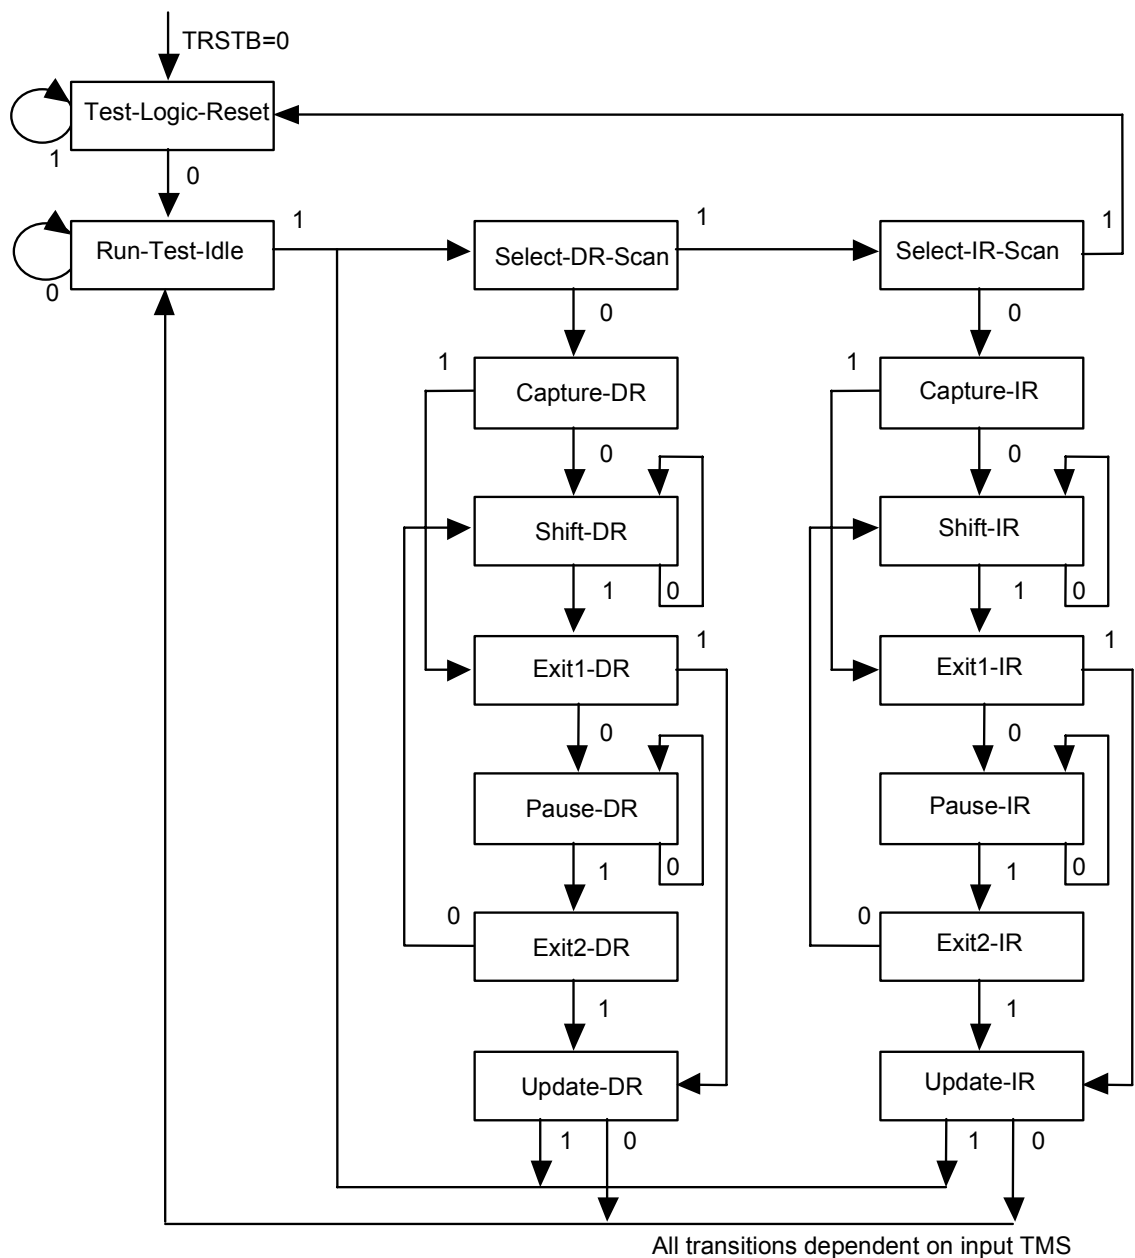 TRSTB=0
Test-Logic-Reset
1
0
1
1
1
Run-Test-Idle
Select-DR-Scan
Select-IR-Scan
0
0
0
1
1
Capture-DR
Capture-IR
0
0
Shift-DR
Shift-IR
1
0
1
0
1
1
Exit1-DR
Exit1-IR
0
0
Pause-DR
Pause-IR
1
0
1
0
0
0
Exit2-DR
Exit2-IR
1
1
Update-DR
Update-IR
1
0
1
0
All transitions dependent on input TMS